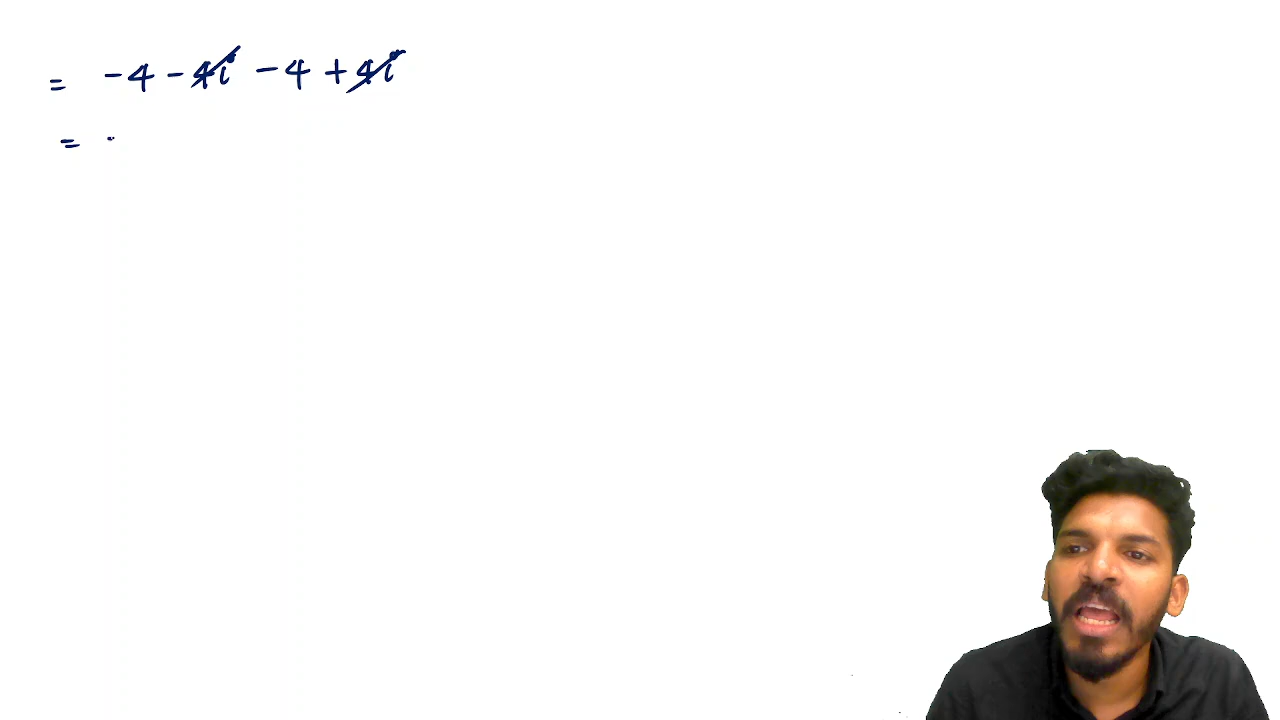 = -4 - 4i - 4 + 4i
=